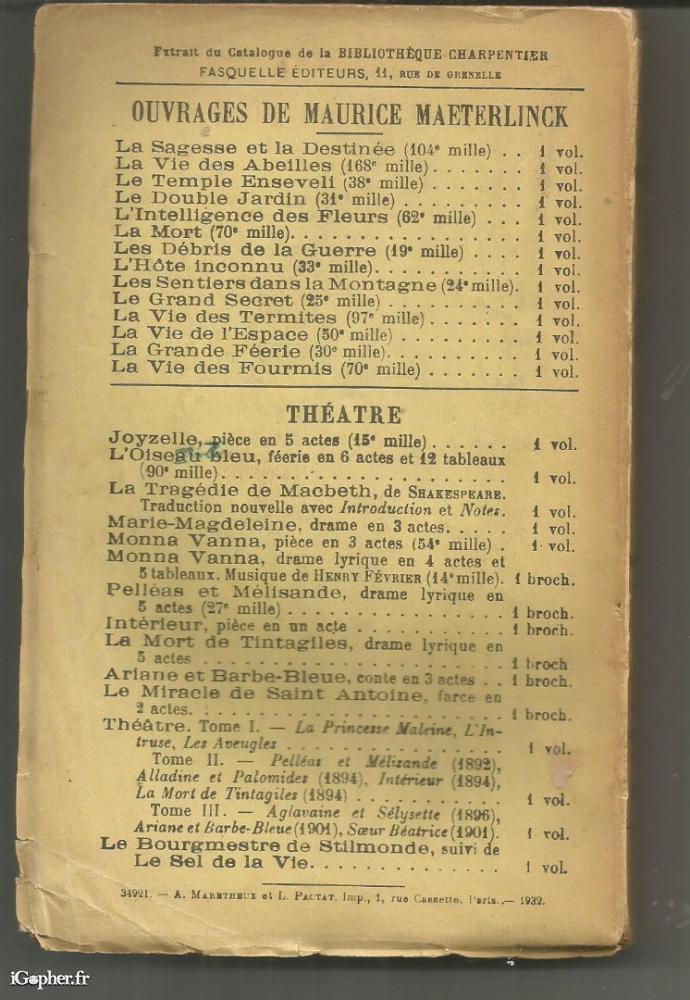 Extrait du Catalogue de la BIBLIOTHÈQUE CHARPENTIER
FASQUELLE ÉDITEURS, 11, RUE DE GRENELLE
OUVRAGES DE MAURICE MAETERLINCK
La Sagesse et la Destinée (104e mille) . . 1 vol.
La Vie des Abeilles (168e mille) . . . . . . . 1 vol.
Le Temple Enseveli (38e mille) . . . . . . . 1 vol.
Le Double Jardin (31e mille) . . . . . . . . . 1 vol.
L'Intelligence des Fleurs (62e mille) . . . 1 vol.
La Mort (70e mille). . . . . . . . . . . . . . . 1 vol.
Les Débris de la Guerre (19e mille) . . . . 1 vol.
L'Hôte inconnu (33e mille). . . . . . . . . . 1 vol.
Les Sentiers dans la Montagne (24e mille). 1 vol.
Le Grand Secret (25e mille) . . . . . . . . . 1 vol.
La Vie des Termites (97e mille) . . . . . . . 1 vol.
La Vie de l'Espace (50e mille) . . . . . . . . 1 vol.
La Grande Féerie (30e mille). . . . . . . . . 1 vol.
La Vie des Fourmis (70e mille) . . . . . . . 1 vol.
THÉATRE
Joyzelle, pièce en 5 actes (15e mille) . . . . . . 1 vol.
L'Oiseau bleu, féerie en 6 actes et 12 tableaux
(90e mille) . . . . . . . . . . . . . . . . . . . . 1 vol.
La Tragédie de Macbeth, de SHAKESPEARE.
Traduction nouvelle avec Introduction et Notes. 1 vol.
Marie-Magdeleine, drame en 3 actes. . . . . 1 vol.
Monna Vanna, pièce en 3 actes (54e mille) . 1 vol.
Monna Vanna, drame lyrique en 4 actes et
5 tableaux. Musique de HENRY FÉVRIER (14e mille). 1 broch.
Pelléas et Mélisande, drame lyrique en
5 actes (27e mille) . . . . . . . . . . . . . . . 1 broch.
Intérieur, pièce en un acte . . . . . . . . . . . 1 broch.
La Mort de Tintagiles, drame lyrique en
5 actes . . . . . . . . . . . . . . . . . . . . . . 1 broch
Ariane et Barbe-Bleue, conte en 3 actes . . 1 broch.
Le Miracle de Saint Antoine, farce en
2 actes. . . . . . . . . . . . . . . . . . . . . . . 1 broch.
Théâtre. Tome I. — La Princesse Maleine, L'In-
truse, Les Aveugles . . . . . . . . . . . . . . . 1 vol.
Tome II. — Pelléas et Mélisande (1892),
Alladine et Palomides (1894), Intérieur (1894),
La Mort de Tintagiles (1894) . . . . . . . . . . 1 vol.
Tome III. — Aglavaine et Sélysette (1896),
Ariane et Barbe-Bleue (1901), Sœur Béatrice (1901). 1 vol.
Le Bourgmestre de Stilmonde, suivi de
Le Sel de la Vie. . . . . . . . . . . . . . . . . 1 vol.
34921. — A. MARETHEUX et L. PACTAT, Imp., 1, rue Cassette, Paris. — 1932.
iGopher.fr